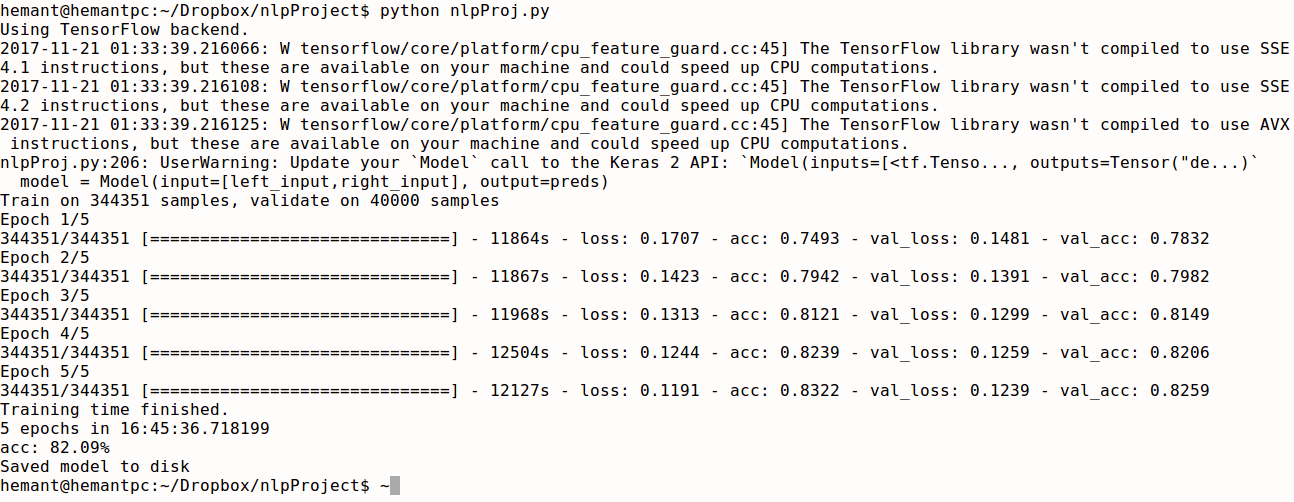 hemant@hemantpc:~/Dropbox/nlpProject$ python nlpProj.py
Using TensorFlow backend.
2017-11-21 01:33:39.216066: W tensorflow/core/platform/cpu_feature_guard.cc:45] The TensorFlow library wasn't compiled to use SSE
4.1 instructions, but these are available on your machine and could speed up CPU computations.
2017-11-21 01:33:39.216108: W tensorflow/core/platform/cpu_feature_guard.cc:45] The TensorFlow library wasn't compiled to use SSE
4.2 instructions, but these are available on your machine and could speed up CPU computations.
2017-11-21 01:33:39.216125: W tensorflow/core/platform/cpu_feature_guard.cc:45] The TensorFlow library wasn't compiled to use AVX
 instructions, but these are available on your machine and could speed up CPU computations.
nlpProj.py:206: UserWarning: Update your `Model` call to the Keras 2 API: `Model(inputs=[<tf.Tenso..., outputs=Tensor("de...)`
  model = Model(input=[left_input,right_input], output=preds)
Train on 344351 samples, validate on 40000 samples
Epoch 1/5
344351/344351 [==============================] - 11864s - loss: 0.1707 - acc: 0.7493 - val_loss: 0.1481 - val_acc: 0.7832
Epoch 2/5
344351/344351 [==============================] - 11867s - loss: 0.1423 - acc: 0.7942 - val_loss: 0.1391 - val_acc: 0.7982
Epoch 3/5
344351/344351 [==============================] - 11968s - loss: 0.1313 - acc: 0.8121 - val_loss: 0.1299 - val_acc: 0.8149
Epoch 4/5
344351/344351 [==============================] - 12504s - loss: 0.1244 - acc: 0.8239 - val_loss: 0.1259 - val_acc: 0.8206
Epoch 5/5
344351/344351 [==============================] - 12127s - loss: 0.1191 - acc: 0.8322 - val_loss: 0.1239 - val_acc: 0.8259
Training time finished.
5 epochs in 16:45:36.718199
acc: 82.09%
Saved model to disk
hemant@hemantpc:~/Dropbox/nlpProject$ ~